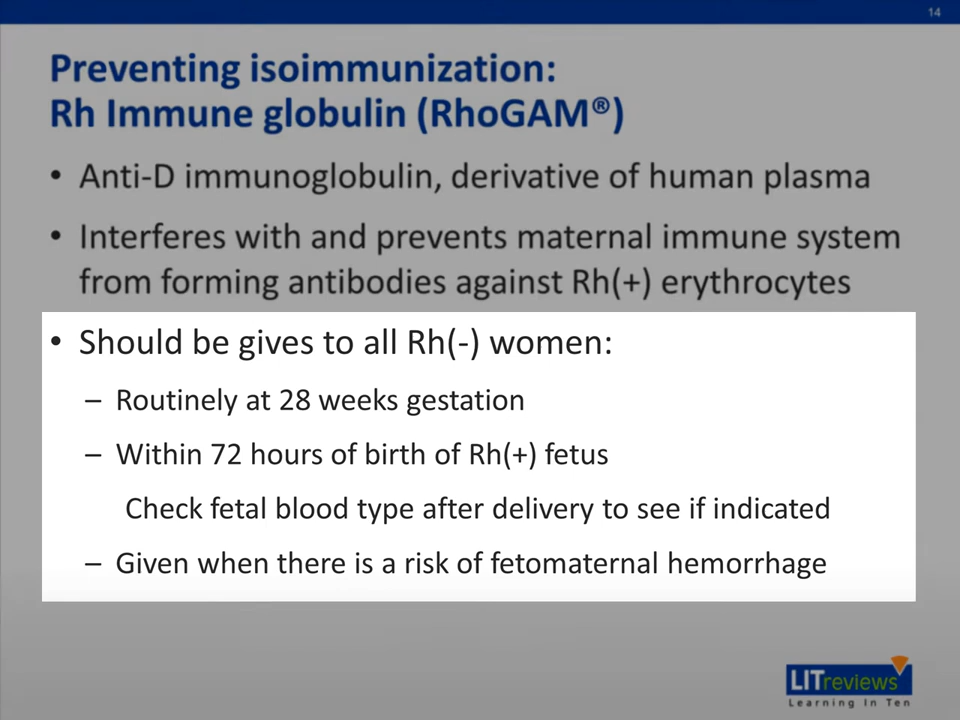 14
Preventing isoimmunization:
Rh Immune globulin (RhoGAM®)
• Anti-D immunoglobulin, derivative of human plasma
• Interferes with and prevents maternal immune system
from forming antibodies against Rh(+) erythrocytes
• Should be gives to all Rh(-) women:
– Routinely at 28 weeks gestation
– Within 72 hours of birth of Rh(+) fetus
Check fetal blood type after delivery to see if indicated
– Given when there is a risk of fetomaternal hemorrhage
LITreviews
Learning In Ten